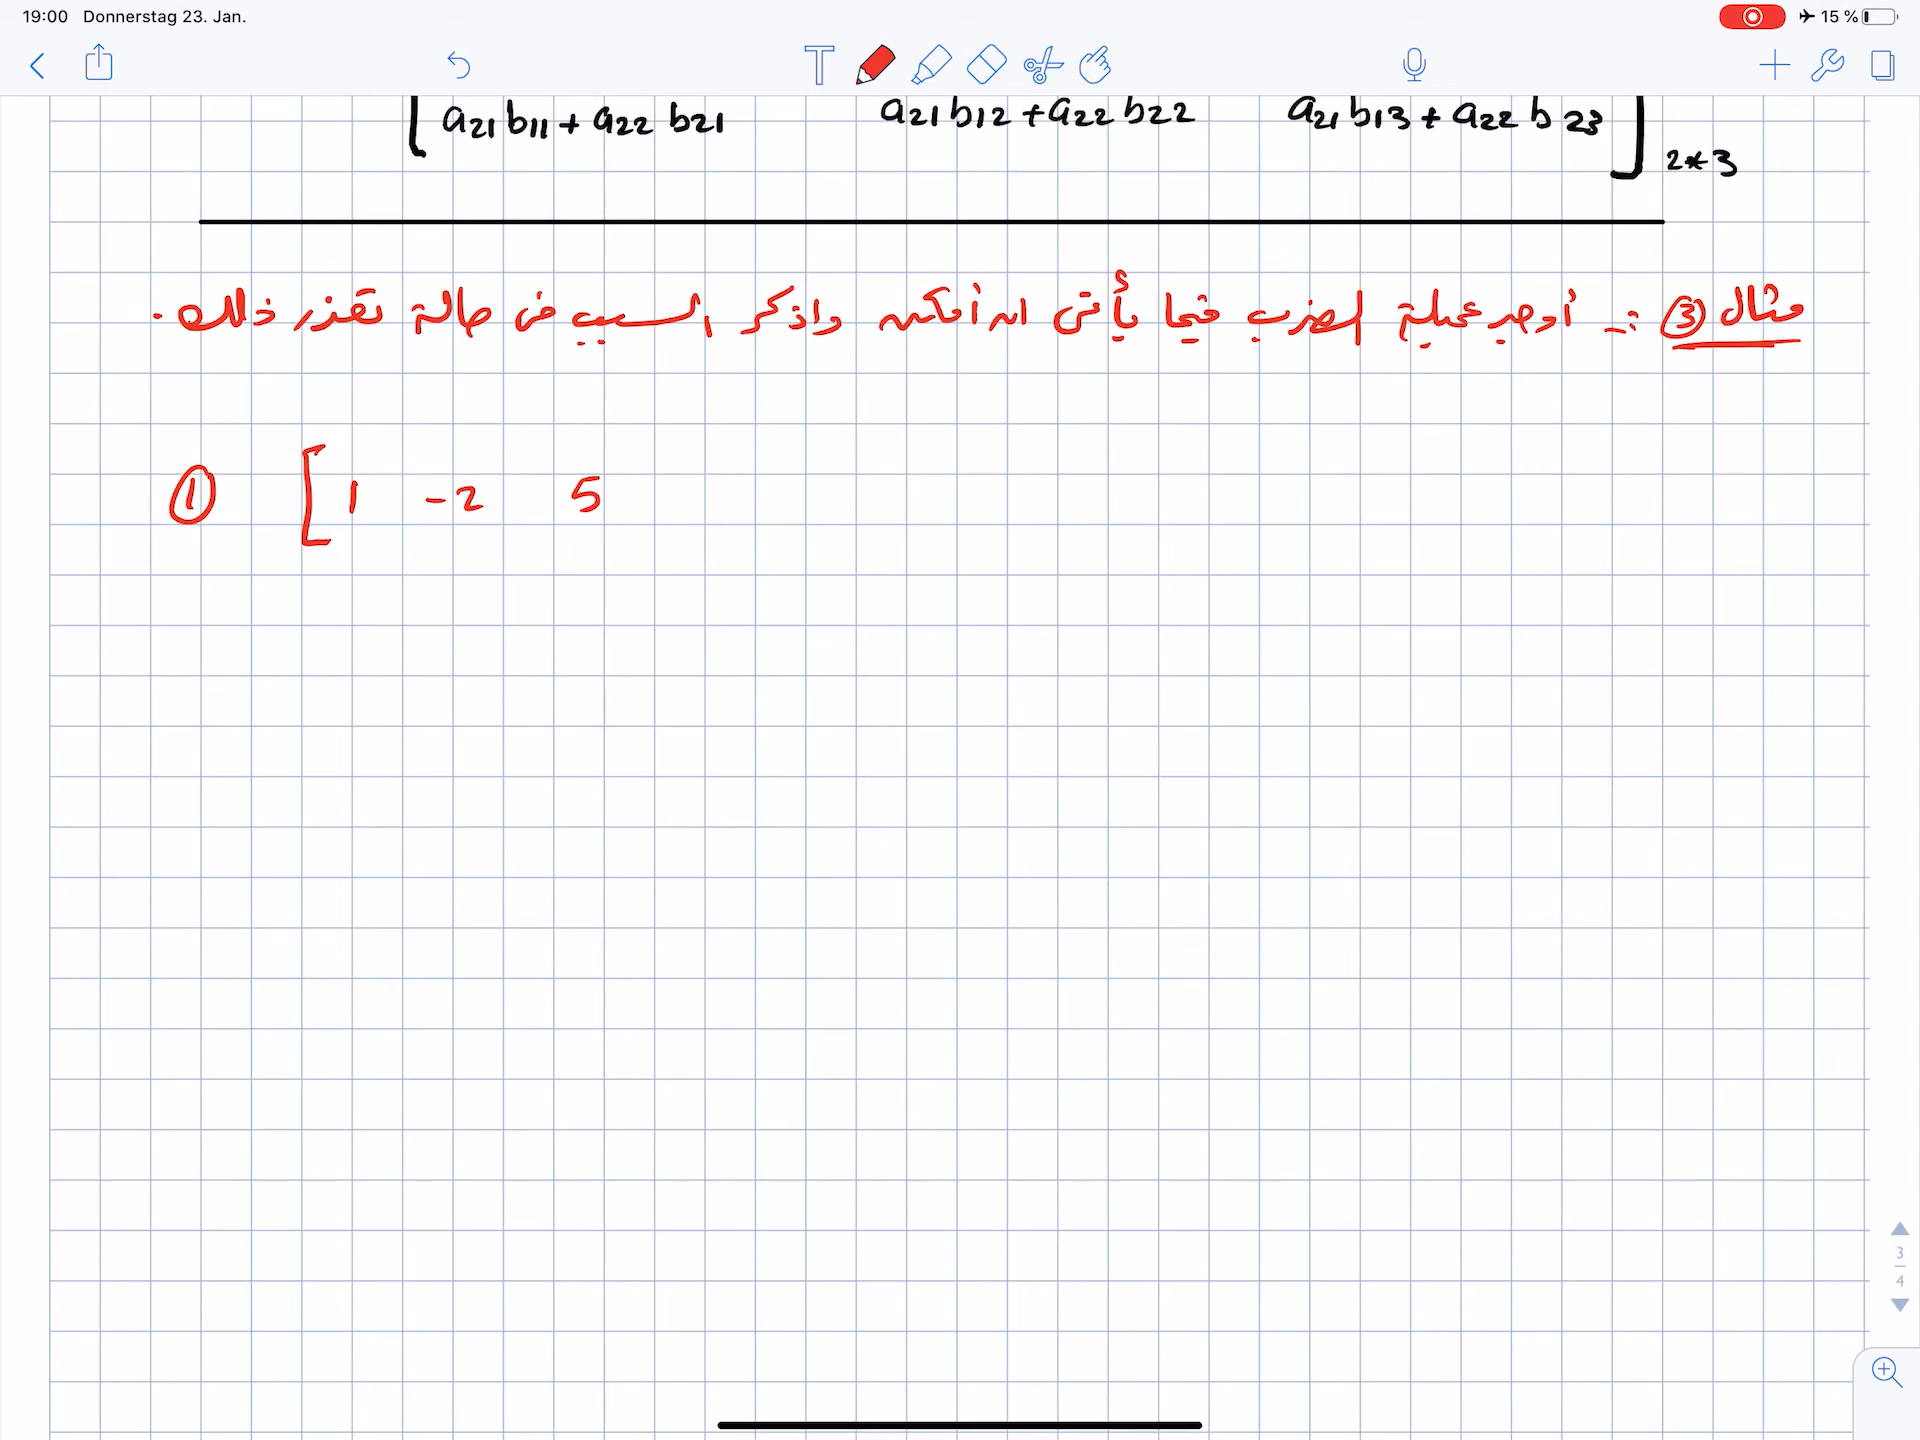 19:00 Donnerstag 23. Jan. 15 %
a21 b11 + a22 b21 a21 b12 + a22 b22 a21 b13 + a22 b23 2*3
مثال ③ :- أوجد عملية الضرب فيما يأتى ان أمكن واذكر السبب فى حالة تعذر ذلك .
① [ 1 -2 5
3
4